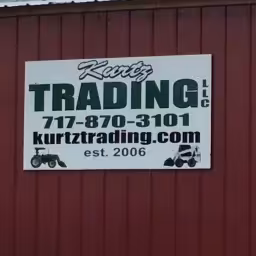 Kurtz
TRADING LLC
717-870-3101
kurtztrading.com
est. 2006